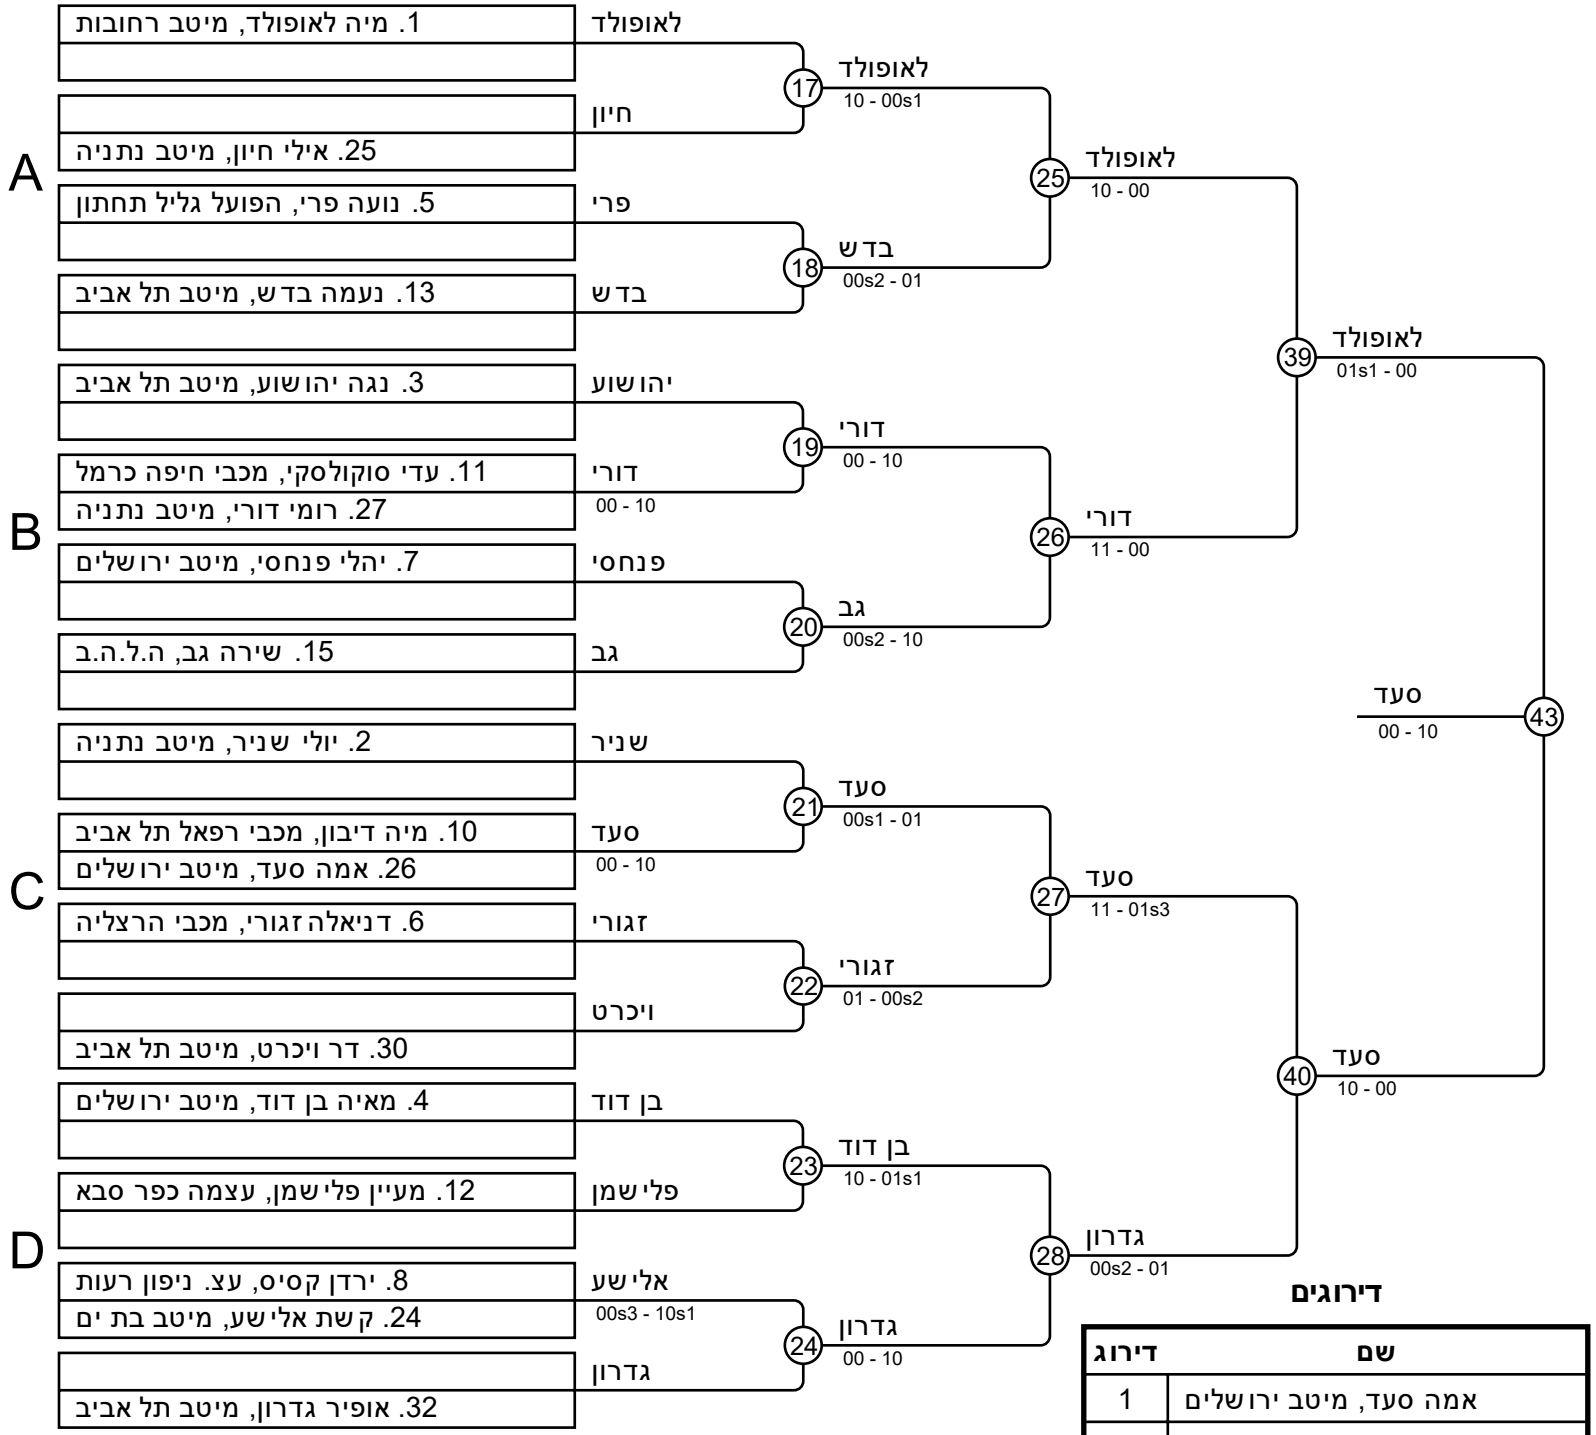 1. מיה לאופולד, מיטב רחובות
לאופולד
17
לאופולד
10 - 00s1
חיון
25. אילי חיון, מיטב נתניה
A
25
לאופולד
10 - 00
5. נועה פרי, הפועל גליל תחתון
פרי
18
בדש
00s2 - 01
13. נעמה בדש, מיטב תל אביב
בדש
39
לאופולד
01s1 - 00
3. נגה יהושוע, מיטב תל אביב
יהושוע
19
דורי
00 - 10
11. עדי סוקולסקי, מכבי חיפה כרמל
דורי
00 - 10
27. רומי דורי, מיטב נתניה
B
26
דורי
11 - 00
7. יהלי פנחסי, מיטב ירושלים
פנחסי
20
גב
00s2 - 10
15. שירה גב, ה.ל.ה.ב
גב
43
סעד
00 - 10
2. יולי שניר, מיטב נתניה
שניר
21
סעד
00s1 - 01
10. מיה דיבון, מכבי רפאל תל אביב
סעד
00 - 10
26. אמה סעד, מיטב ירושלים
C
27
סעד
11 - 01s3
6. דניאלה זגורי, מכבי הרצליה
זגורי
22
זגורי
01 - 00s2
ויכרט
30. דר ויכרט, מיטב תל אביב
40
סעד
10 - 00
4. מאיה בן דוד, מיטב ירושלים
בן דוד
23
בן דוד
10 - 01s1
12. מעיין פלישמן, עצמה כפר סבא
פלישמן
D
28
גדרון
00s2 - 01
8. ירדן קסיס, עצ. ניפון רעות
אלישע
00s3 - 10s1
24. קשת אלישע, מיטב בת ים
24
גדרון
00 - 10
גדרון
32. אופיר גדרון, מיטב תל אביב
דירוגים
דירוג שם
1 אמה סעד, מיטב ירושלים